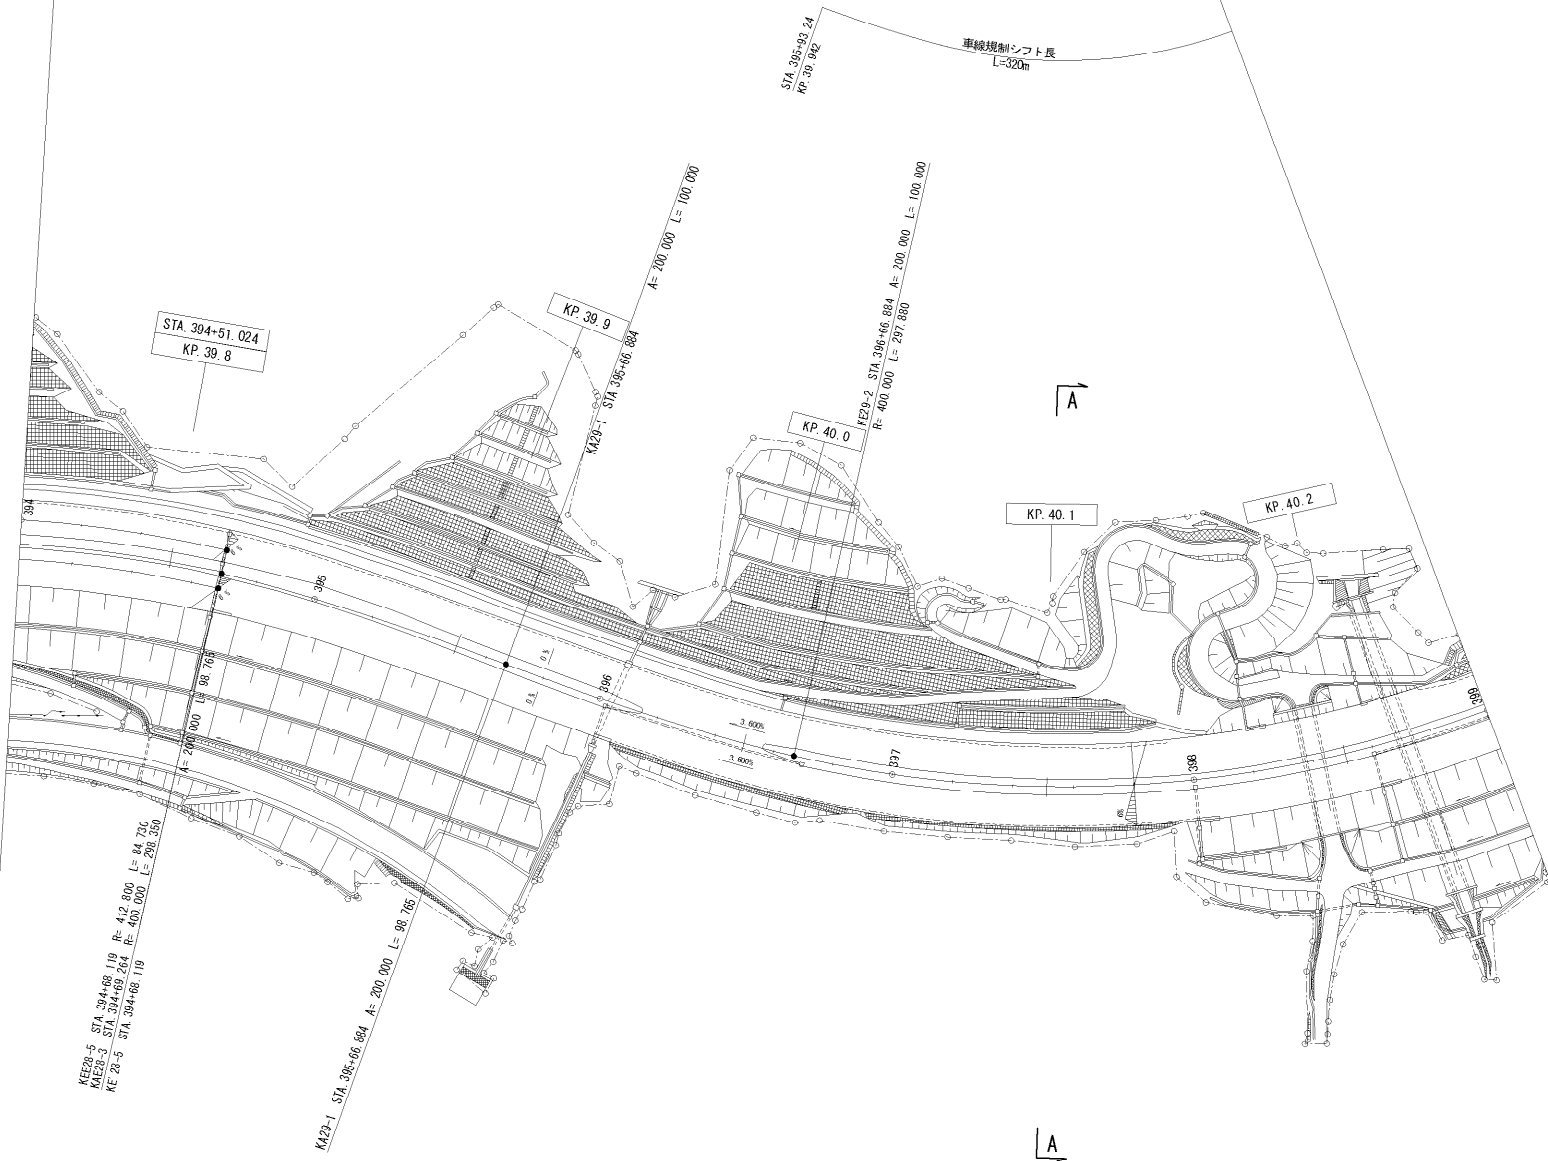 STA. 395+93.24
KP. 39.942
車線規制シフト長
L=320m
A= 200.000 L= 100.000
STA.395+66.884
KA29-1
KE29-2 STA.396+66.884 A= 200.000 L= 100.000
R= 400.000 L= 297.880
STA. 394+51.024
KP. 39.8
KP. 39.9
KP. 40.0
A
KP. 40.1
KP. 40.2
394
395
396
397
398
399
3.600%
3.600%
A= 200.000 L= 98.765
KEE28-5 STA.394+68.119 R= 412.800 L= 84.730
KAE28-3 STA.394+69.264 R= 400.000 L= 298.350
KE 28-5 STA.394+68.119
KA29-1 STA.395+66.884 A= 200.000 L= 98.765
A